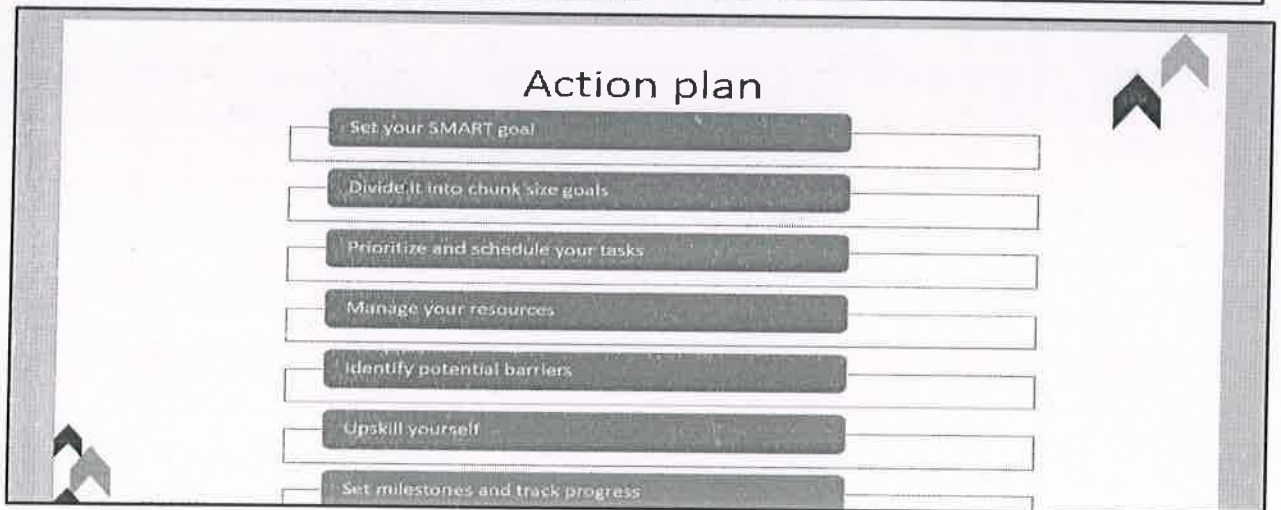 Action plan
Set your SMART goal
Divide it into chunk size goals
Prioritize and schedule your tasks
Manage your resources
Identify potential barriers
Upskill yourself
Set milestones and track progress